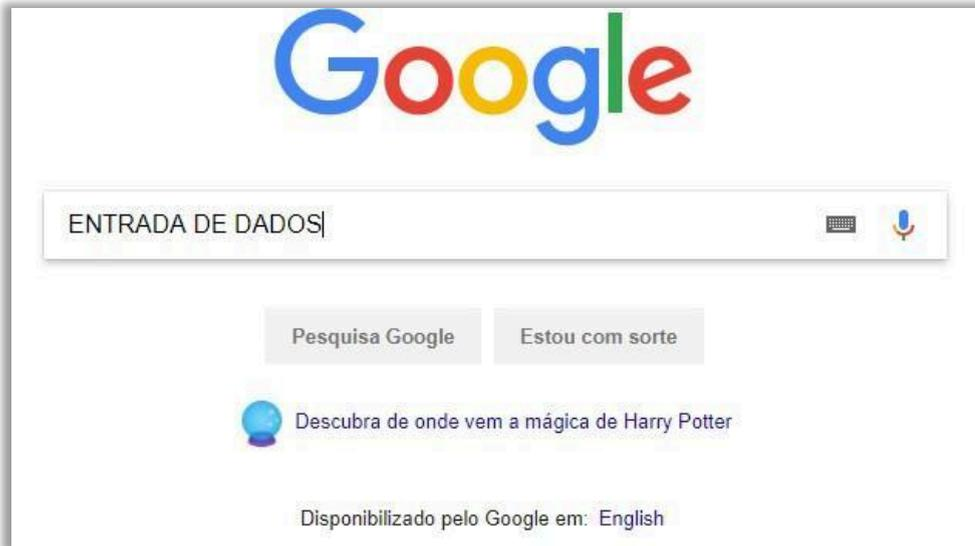 Google
ENTRADA DE DADOS
Pesquisa Google Estou com sorte
Descubra de onde vem a mágica de Harry Potter
Disponibilizado pelo Google em: English